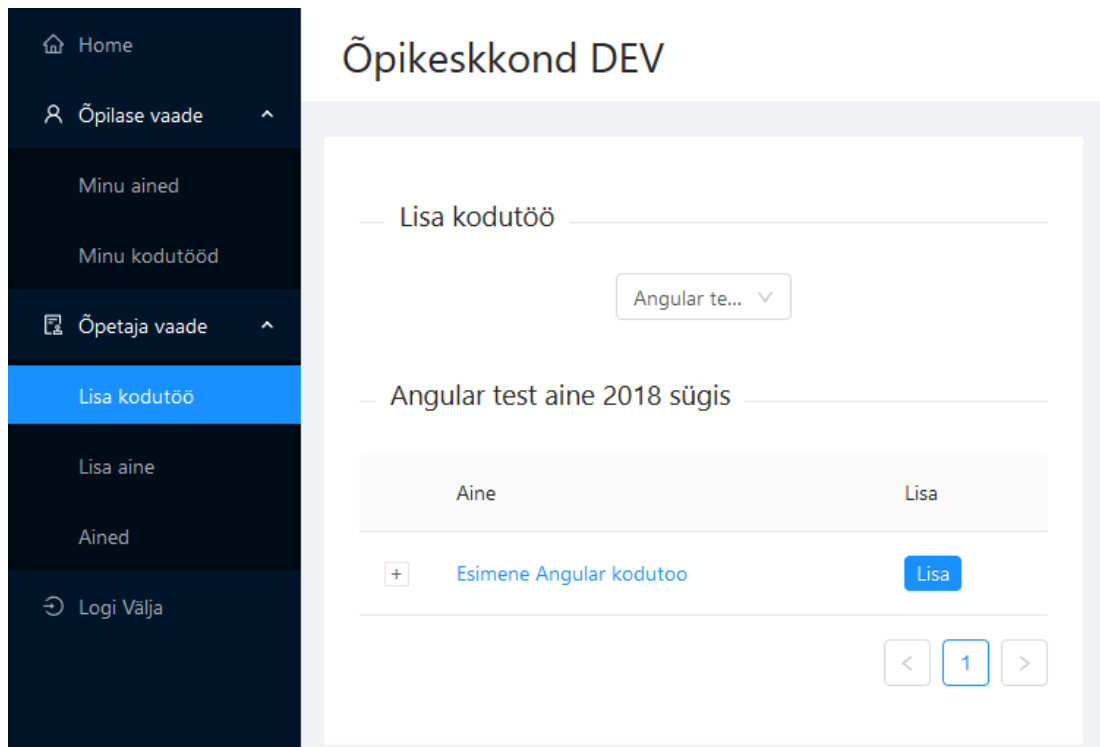 Home
Õpilase vaade
Minu ained
Minu kodutööd
Õpetaja vaade
Lisa kodutöö
Lisa aine
Ained
Logi Välja
Õpikeskkond DEV
Lisa kodutöö
Angular te...
Angular test aine 2018 sügis
Aine Lisa
+ Esimene Angular kodutoo Lisa
< 1 >